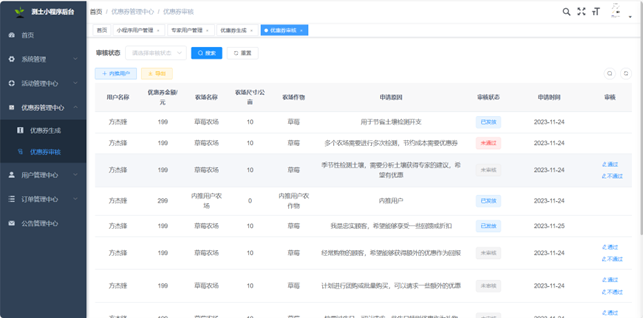 测土小程序后台
首页 / 优惠券管理中心 / 优惠券审核
首页
小程序用户管理 ×
专家用户管理 ×
优惠券生成 ×
优惠券审核 ×
首页
系统管理
活动管理中心
优惠券管理中心
优惠券生成
优惠券审核
用户管理中心
订单管理中心
公告管理中心
审核状态 请选择审核状态 搜索 重置
+ 内推用户
用户名称 优惠券金额/元 农场名称 农场尺寸/公亩 农场作物 申请原因 审核状态 申请时间 审核
方杰锋 199 草莓农场 10 草莓 用于节省土壤检测开支 已发放 2023-11-24
方杰锋 199 草莓农场 10 草莓 多个农场需要进行多次检测，节约成本需要优惠券 未通过 2023-11-24
方杰锋 199 草莓农场 10 草莓 季节性检测土壤，需要分析土壤获得专家的建议，希望有优惠 未审核 2023-11-24 通过
不通过
方杰锋 299 内推用户农场 0 内推用户农作物 内推用户 已发放 2023-11-24
方杰锋 199 草莓农场 10 草莓 我是忠实顾客，希望能够享受一些回馈或折扣 已发放 2023-11-25
方杰锋 199 草莓农场 10 草莓 经常购物的顾客，希望能够获得额外的优惠作为回报 未审核 2023-11-24 通过
不通过
方杰锋 199 草莓农场 10 草莓 计划进行团购或批量购买，可以请求一些额外的优惠 未审核 2023-11-24 通过
不通过
通过